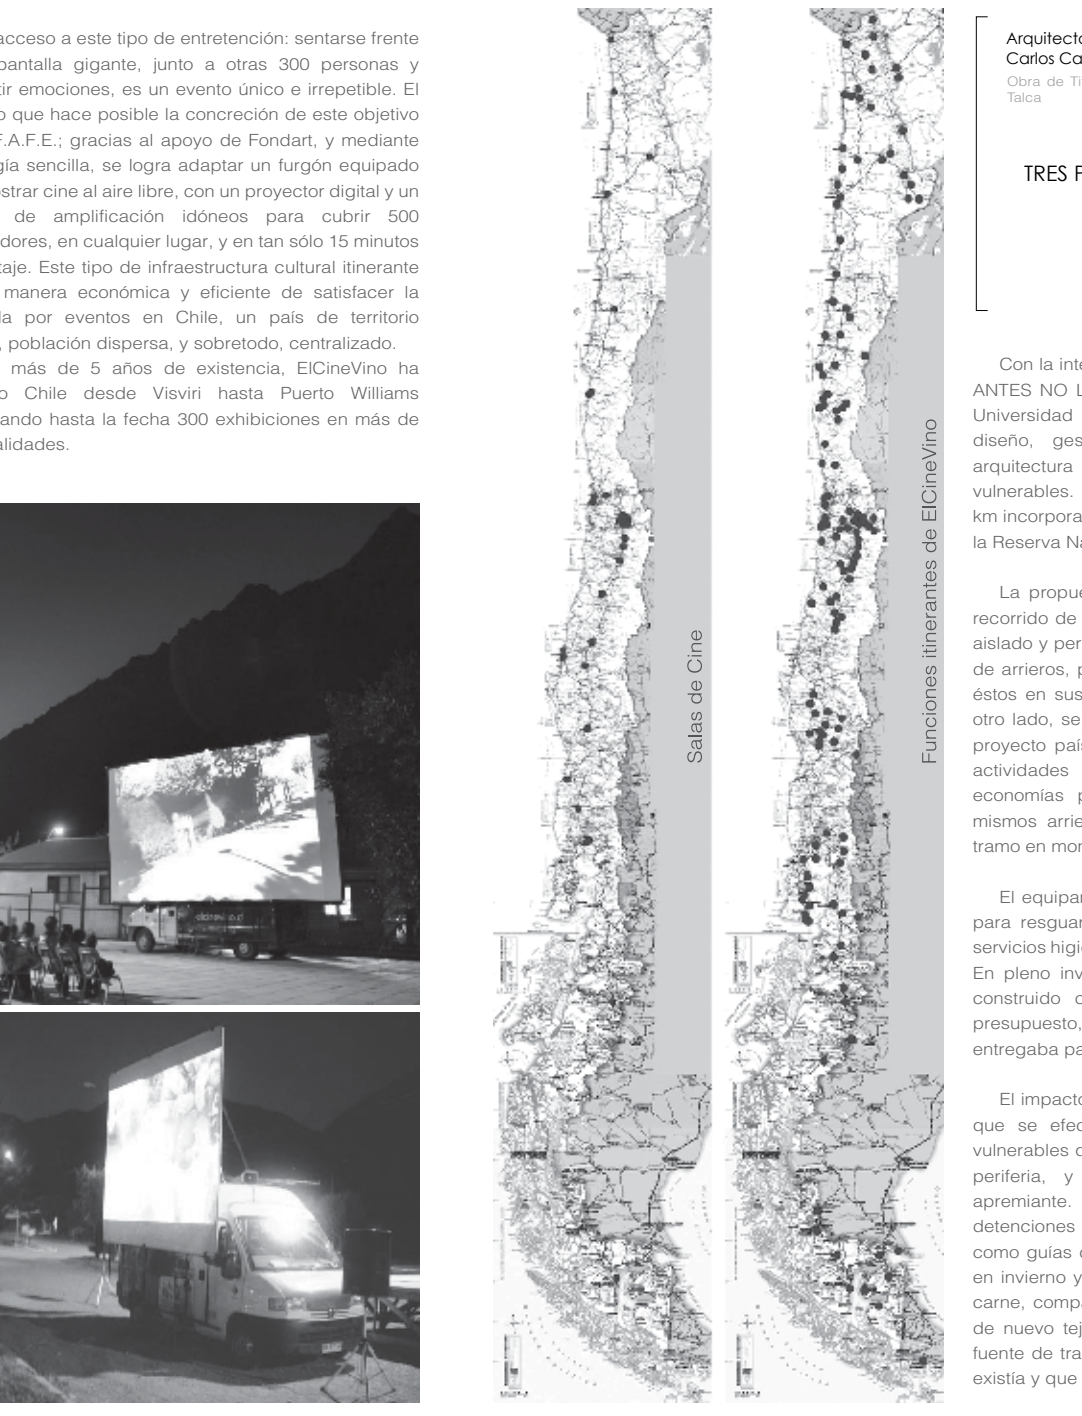 acceso a este tipo de entretención: sentarse frente
pantalla gigante, junto a otras 300 personas y
tir emociones, es un evento único e irrepetible. El
o que hace posible la concreción de este objetivo
F.A.F.E.; gracias al apoyo de Fondart, y mediante
gía sencilla, se logra adaptar un furgón equipado
strar cine al aire libre, con un proyector digital y un
de amplificación idóneos para cubrir 500
dores, en cualquier lugar, y en tan sólo 15 minutos
taje. Este tipo de infraestructura cultural itinerante
manera económica y eficiente de satisfacer la
da por eventos en Chile, un país de territorio
, población dispersa, y sobretodo, centralizado.
más de 5 años de existencia, ElCineVino ha
o Chile desde Visviri hasta Puerto Williams
ando hasta la fecha 300 exhibiciones en más de
alidades.
Salas de Cine
Funciones itinerantes de ElCineVino
Arquitecto
Carlos Ca
Obra de Ti
Talca
TRES F
Con la inte
ANTES NO L
Universidad
diseño, ges
arquitectura
vulnerables.
km incorpora
la Reserva Na
La propue
recorrido de
aislado y per
de arrieros, p
éstos en sus
otro lado, se
proyecto país
actividades
economías p
mismos arrie
tramo en mon
El equipar
para resguar
servicios higié
En pleno inv
construido c
presupuesto,
entregaba pa
El impacto
que se efec
vulnerables d
periferia, y
apremiante.
detenciones
como guías d
en invierno y
carne, compa
de nuevo tej
fuente de tra
existía y que